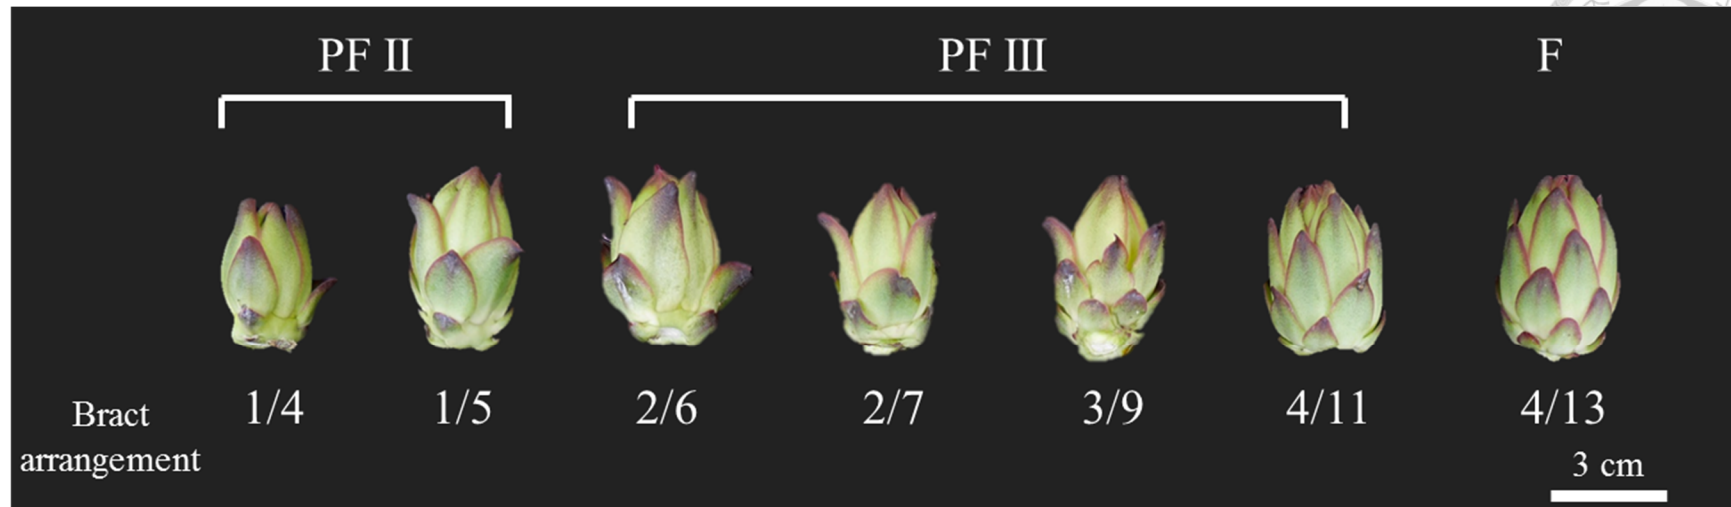 PF II PF III F
1/4 1/5 2/6 2/7 3/9 4/11 4/13
Bract
arrangement
3 cm